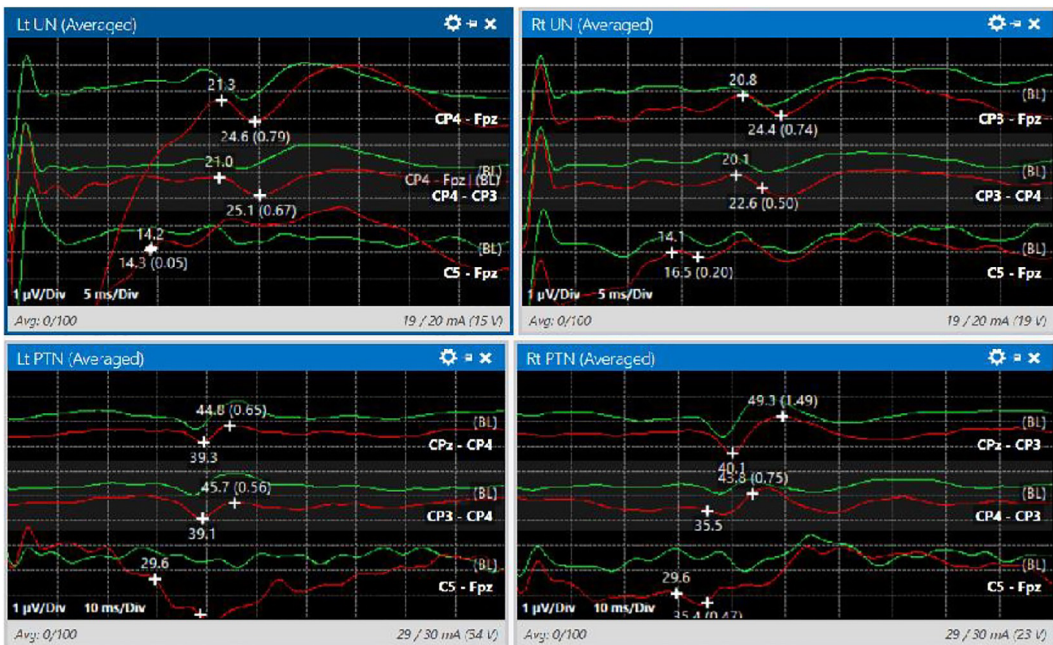 Lt UN (Averaged)
21.3
CP4 - Fpz
24.6 (0.79)
21.0
(BL)
CP4 - Fpz (BL)
CP4 - CP3
25.1 (0.67)
14.2
(BL)
14.3 (0.05)
C5 - Fpz
1 µV/Div 5 ms/Div
Avg: 0/100 19 / 20 mA (15 V)
Rt UN (Averaged)
20.8
(BL)
CP3 - Fpz
24.4 (0.74)
20.1
(BL)
CP3 - CP4
22.6 (0.50)
14.1
(BL)
16.5 (0.20)
C5 - Fpz
1 µV/Div 5 ms/Div
Avg: 0/100 19 / 20 mA (19 V)
Lt PTN (Averaged)
44.8 (0.65)
(BL)
CPz - CP4
39.3
45.7 (0.56)
(BL)
CP3 - CP4
39.1
29.6
(BL)
C5 - Fpz
1 µV/Div 10 ms/Div
Avg: 0/100 29 / 30 mA (34 V)
Rt PTN (Averaged)
49.3 (1.49)
(BL)
CPz - CP3
40.1
43.8 (0.75)
(BL)
CP4 - CP3
35.5
29.6
(BL)
C5 - Fpz
1 µV/Div 10 ms/Div
35.4 (0.47)
Avg: 0/100 29 / 30 mA (23 V)